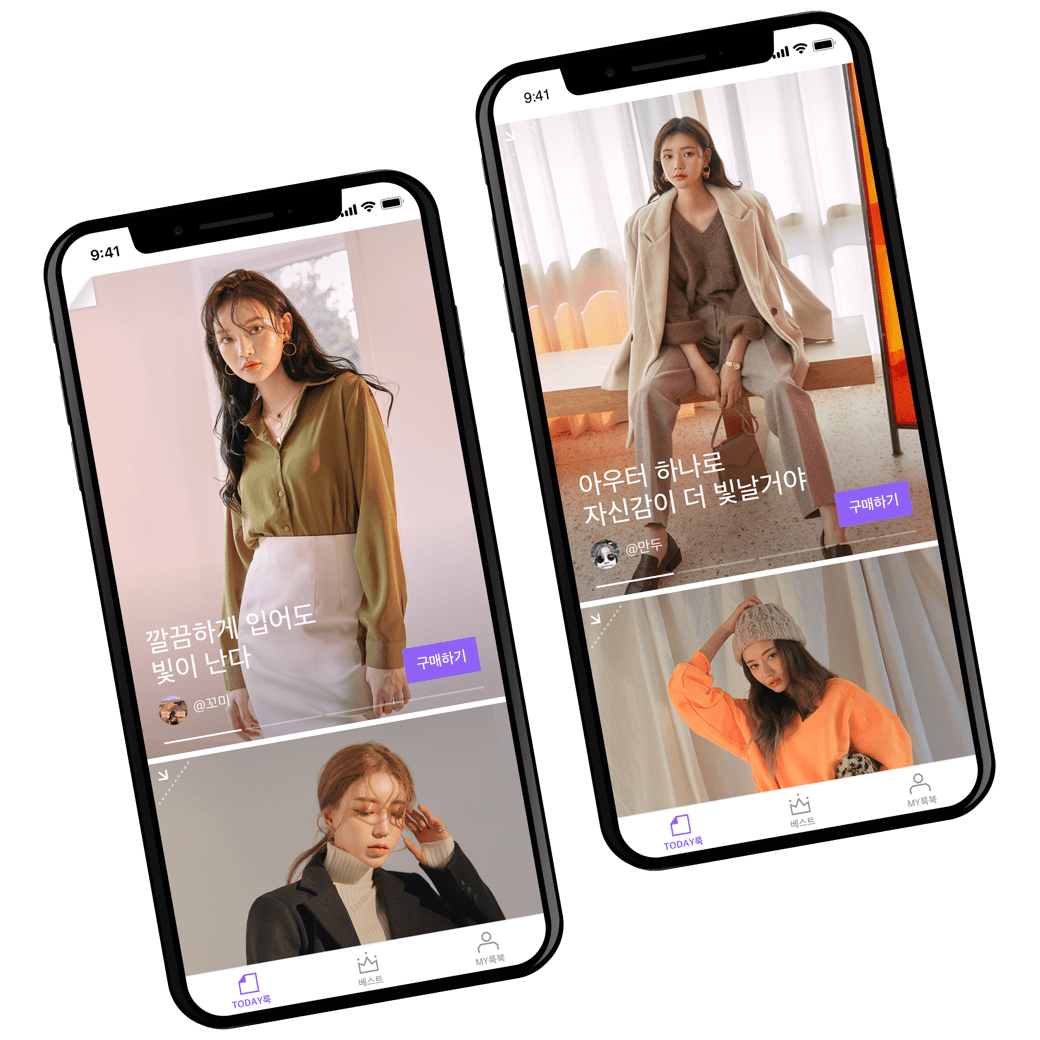 9:41
깔끔하게 입어도
빛이 난다
@꼬미
구매하기
TODAY룩
베스트
MY룩북
9:41
아우터 하나로
자신감이 더 빛날거야
@만두
구매하기
TODAY룩
베스트
MY룩북